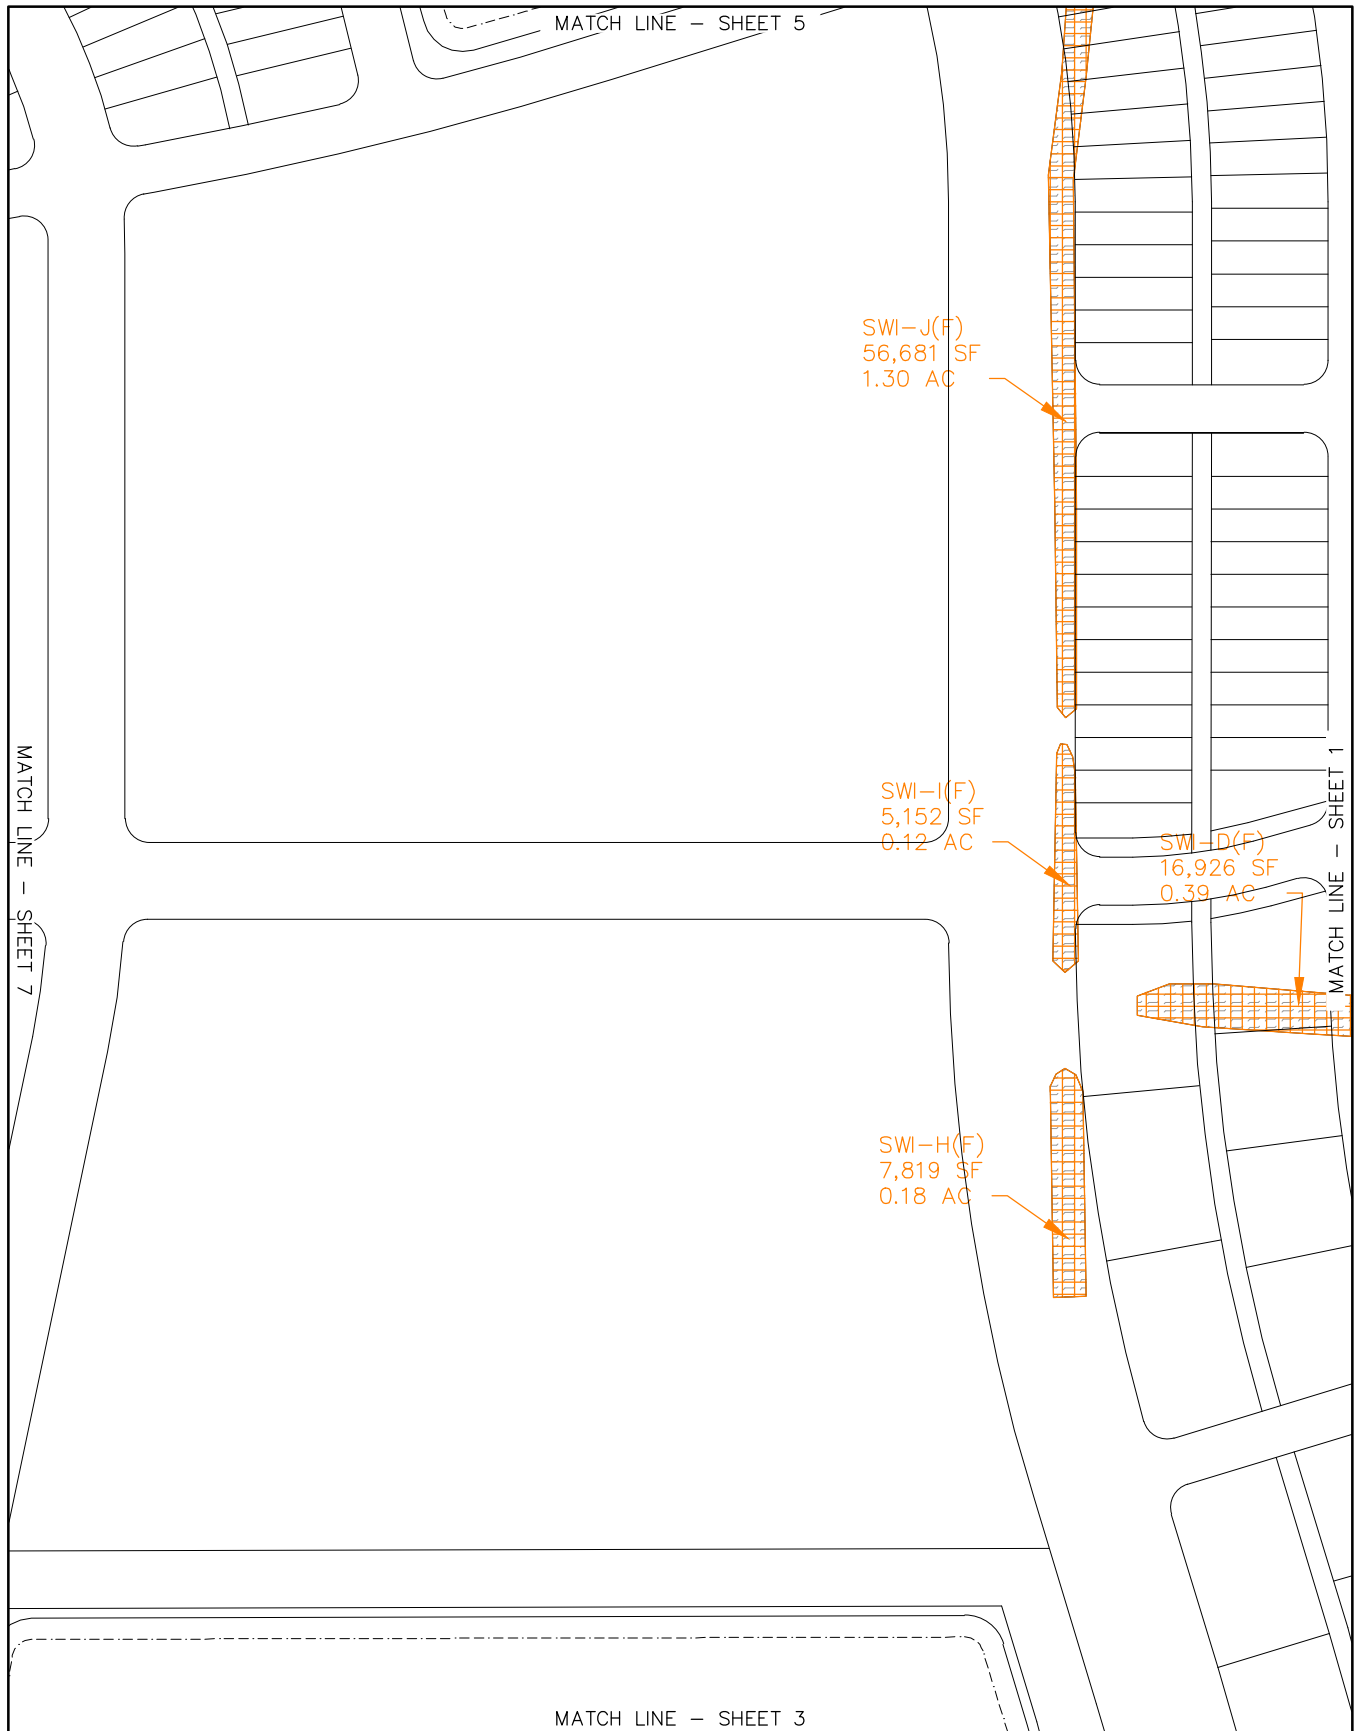 MATCH LINE – SHEET 5
SWI–J(F)
56,681 SF
1.30 AC
MATCH LINE – SHEET 7
MATCH LINE – SHEET 1
SWI–I(F)
5,152 SF
0.12 AC
SWI–D(F)
16,926 SF
0.39 AC
SWI–H(F)
7,819 SF
0.18 AC
MATCH LINE – SHEET 3